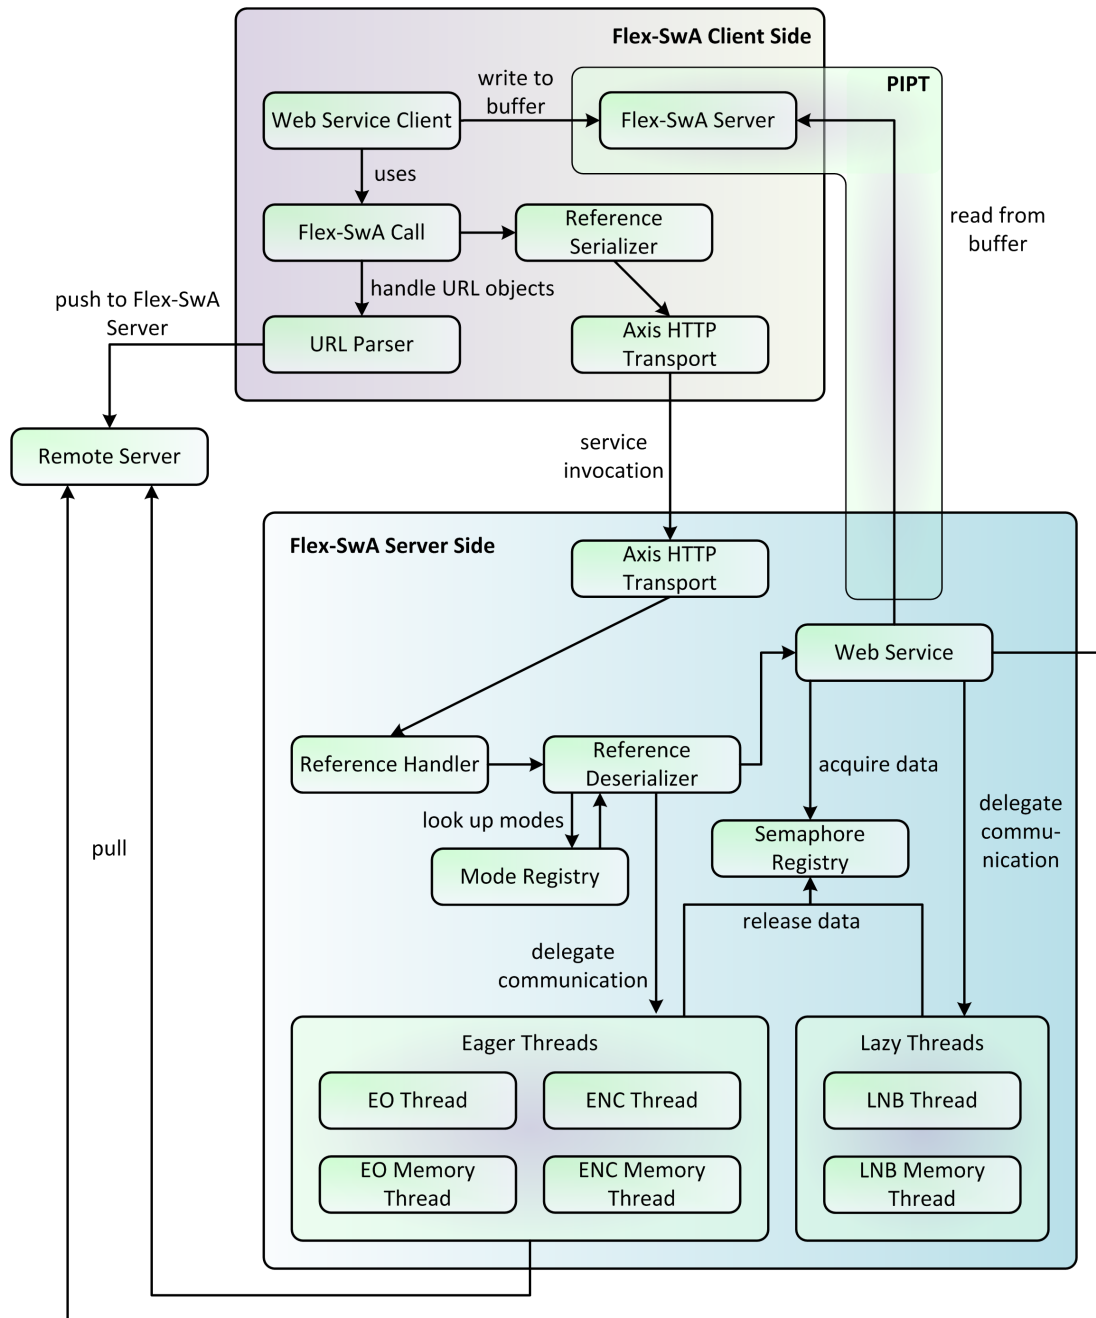 Flex-SwA Client Side
write to
buffer
PIPT
Web Service Client
Flex-SwA Server
uses
read from
buffer
Flex-SwA Call
Reference
Serializer
handle URL objects
push to Flex-SwA
Server
URL Parser
Axis HTTP
Transport
Remote Server
service
invocation
Flex-SwA Server Side
Axis HTTP
Transport
Web Service
Reference Handler
Reference
Deserializer
acquire data
look up modes
delegate
commu-
nication
pull
Mode Registry
Semaphore
Registry
release data
delegate
communication
Eager Threads
Lazy Threads
EO Thread
ENC Thread
LNB Thread
EO Memory
Thread
ENC Memory
Thread
LNB Memory
Thread